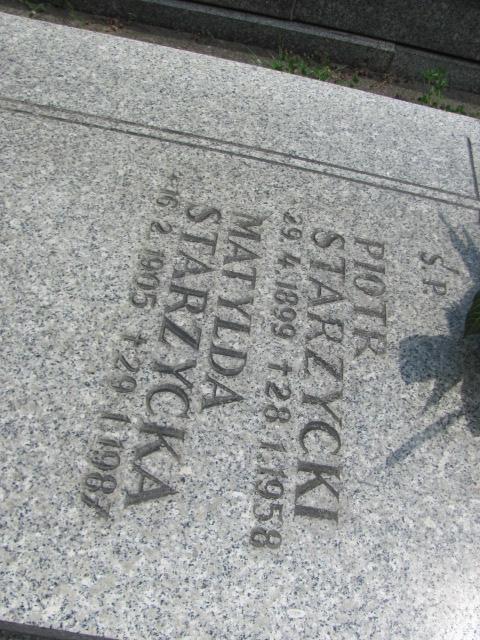 Ś.P.
PIOTR
STARZYCKI
* 29.4.1899 † 28.1.1958
MATYLDA
STARZYCKA
* 16.2.1905 † 29.1.1987